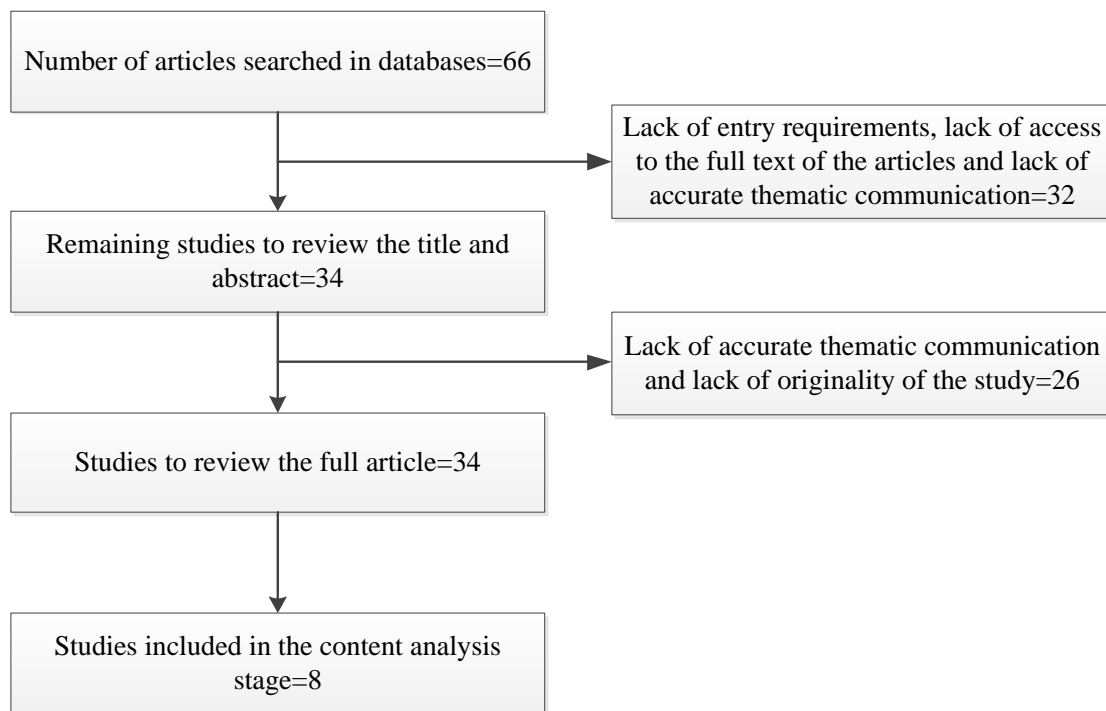 Number of articles searched in databases=66
Lack of entry requirements, lack of access
to the full text of the articles and lack of
accurate thematic communication=32
Remaining studies to review the title and
abstract=34
Lack of accurate thematic communication
and lack of originality of the study=26
Studies to review the full article=34
Studies included in the content analysis
stage=8